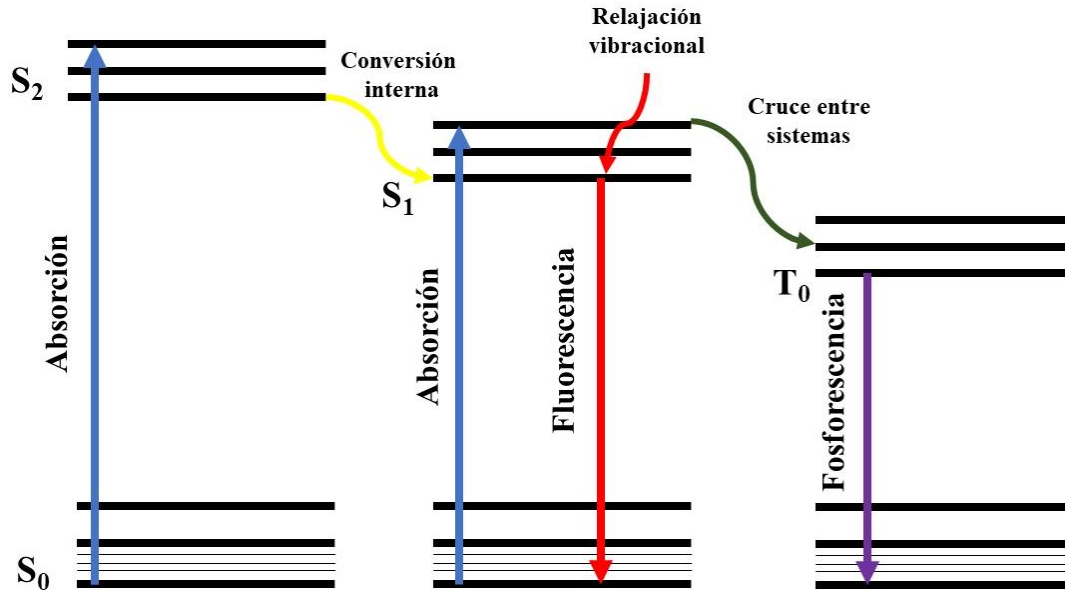 Relajación
vibracional
Conversión
interna
Cruce entre
sistemas
S₂
S₁
T₀
Absorción
Absorción
Fluorescencia
Fosforescencia
S₀